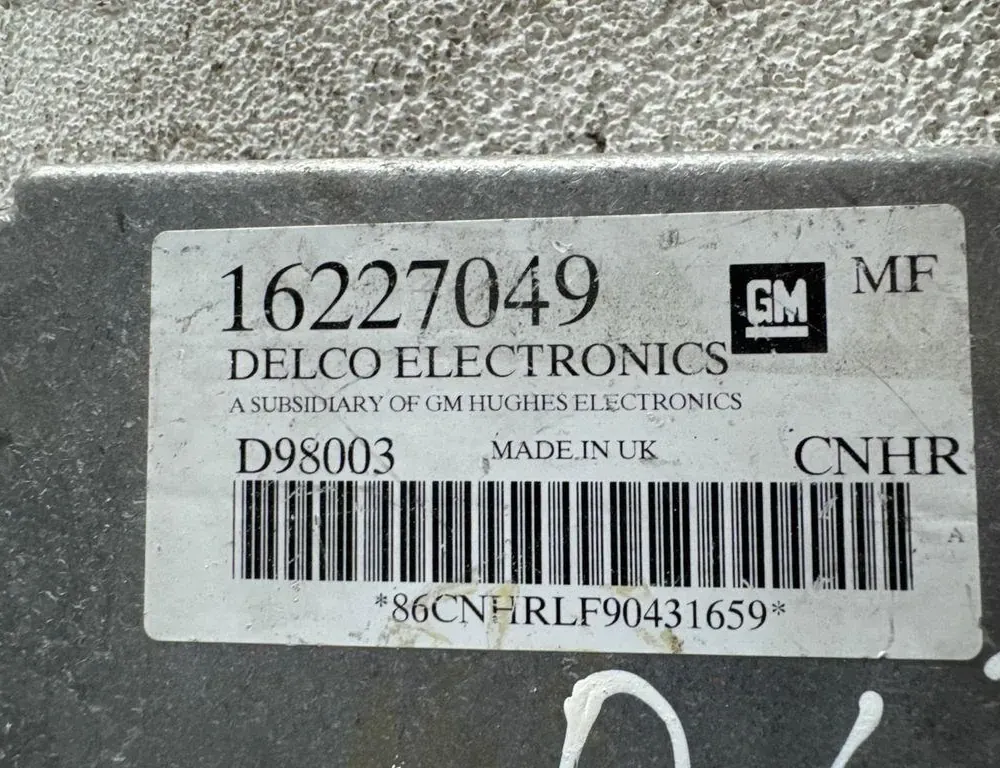 16227049
GM
MF
DELCO ELECTRONICS
A SUBSIDIARY OF GM HUGHES ELECTRONICS
D98003
MADE IN UK
CNHR
A
*86CNHRLF90431659*